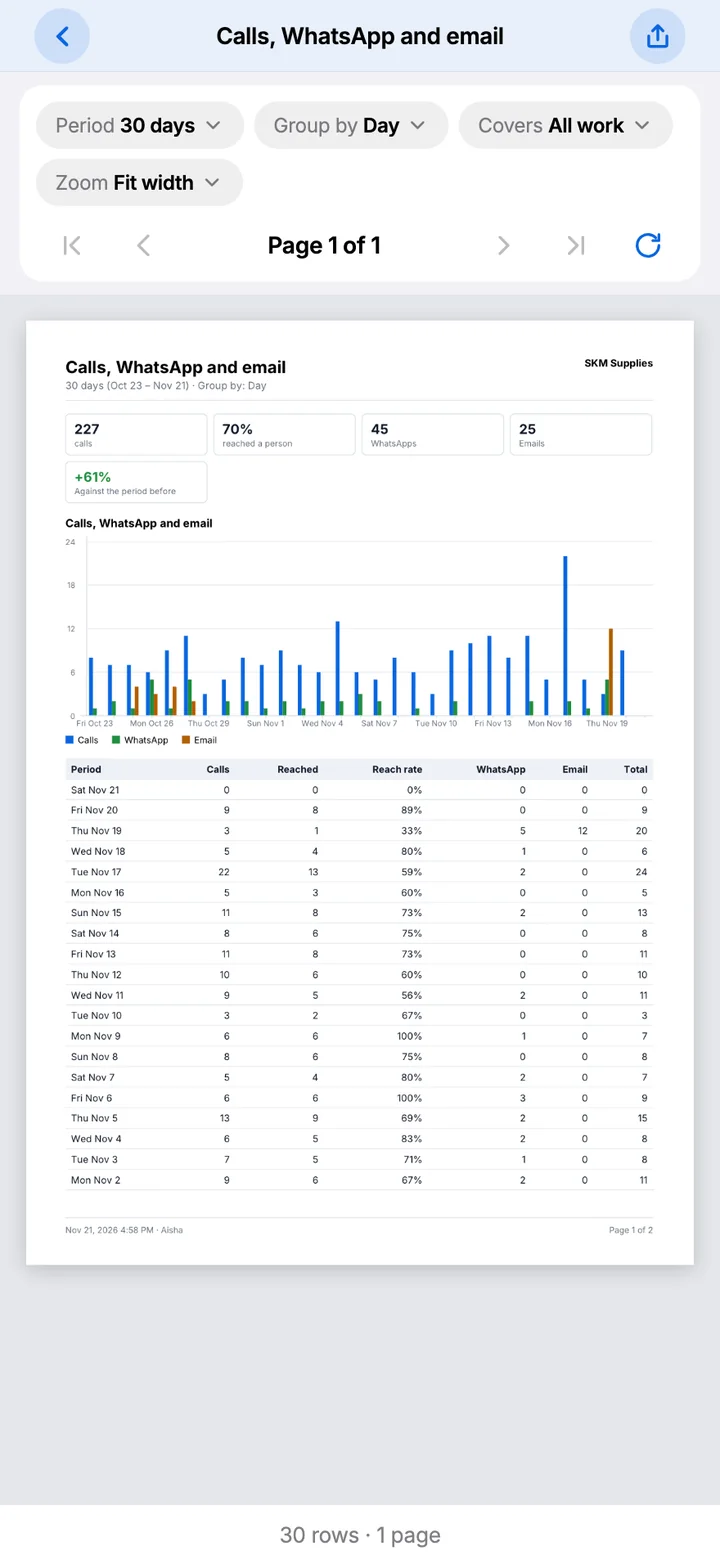 Calls, WhatsApp and email
Period 30 days
Group by Day
Covers All work
Zoom Fit width
Page 1 of 1
Calls, WhatsApp and email
SKM Supplies
30 days (Oct 23 – Nov 21) · Group by: Day
227
calls
70%
reached a person
45
WhatsApps
25
Emails
+61%
Against the period before
Calls, WhatsApp and email
24
18
12
6
0
Fri Oct 23 Mon Oct 26 Thu Oct 29 Sun Nov 1 Wed Nov 4 Sat Nov 7 Tue Nov 10 Fri Nov 13 Mon Nov 16 Thu Nov 19
Calls WhatsApp Email
Period Calls Reached Reach rate WhatsApp Email Total
Sat Nov 21 0 0 0% 0 0 0
Fri Nov 20 9 8 89% 0 0 9
Thu Nov 19 3 1 33% 5 12 20
Wed Nov 18 5 4 80% 1 0 6
Tue Nov 17 22 13 59% 2 0 24
Mon Nov 16 5 3 60% 0 0 5
Sun Nov 15 11 8 73% 2 0 13
Sat Nov 14 8 6 75% 0 0 8
Fri Nov 13 11 8 73% 0 0 11
Thu Nov 12 10 6 60% 0 0 10
Wed Nov 11 9 5 56% 2 0 11
Tue Nov 10 3 2 67% 0 0 3
Mon Nov 9 6 6 100% 1 0 7
Sun Nov 8 8 6 75% 0 0 8
Sat Nov 7 5 4 80% 2 0 7
Fri Nov 6 6 6 100% 3 0 9
Thu Nov 5 13 9 69% 2 0 15
Wed Nov 4 6 5 83% 2 0 8
Tue Nov 3 7 5 71% 1 0 8
Mon Nov 2 9 6 67% 2 0 11
Nov 21, 2026 4:58 PM · Aisha
Page 1 of 2
30 rows · 1 page